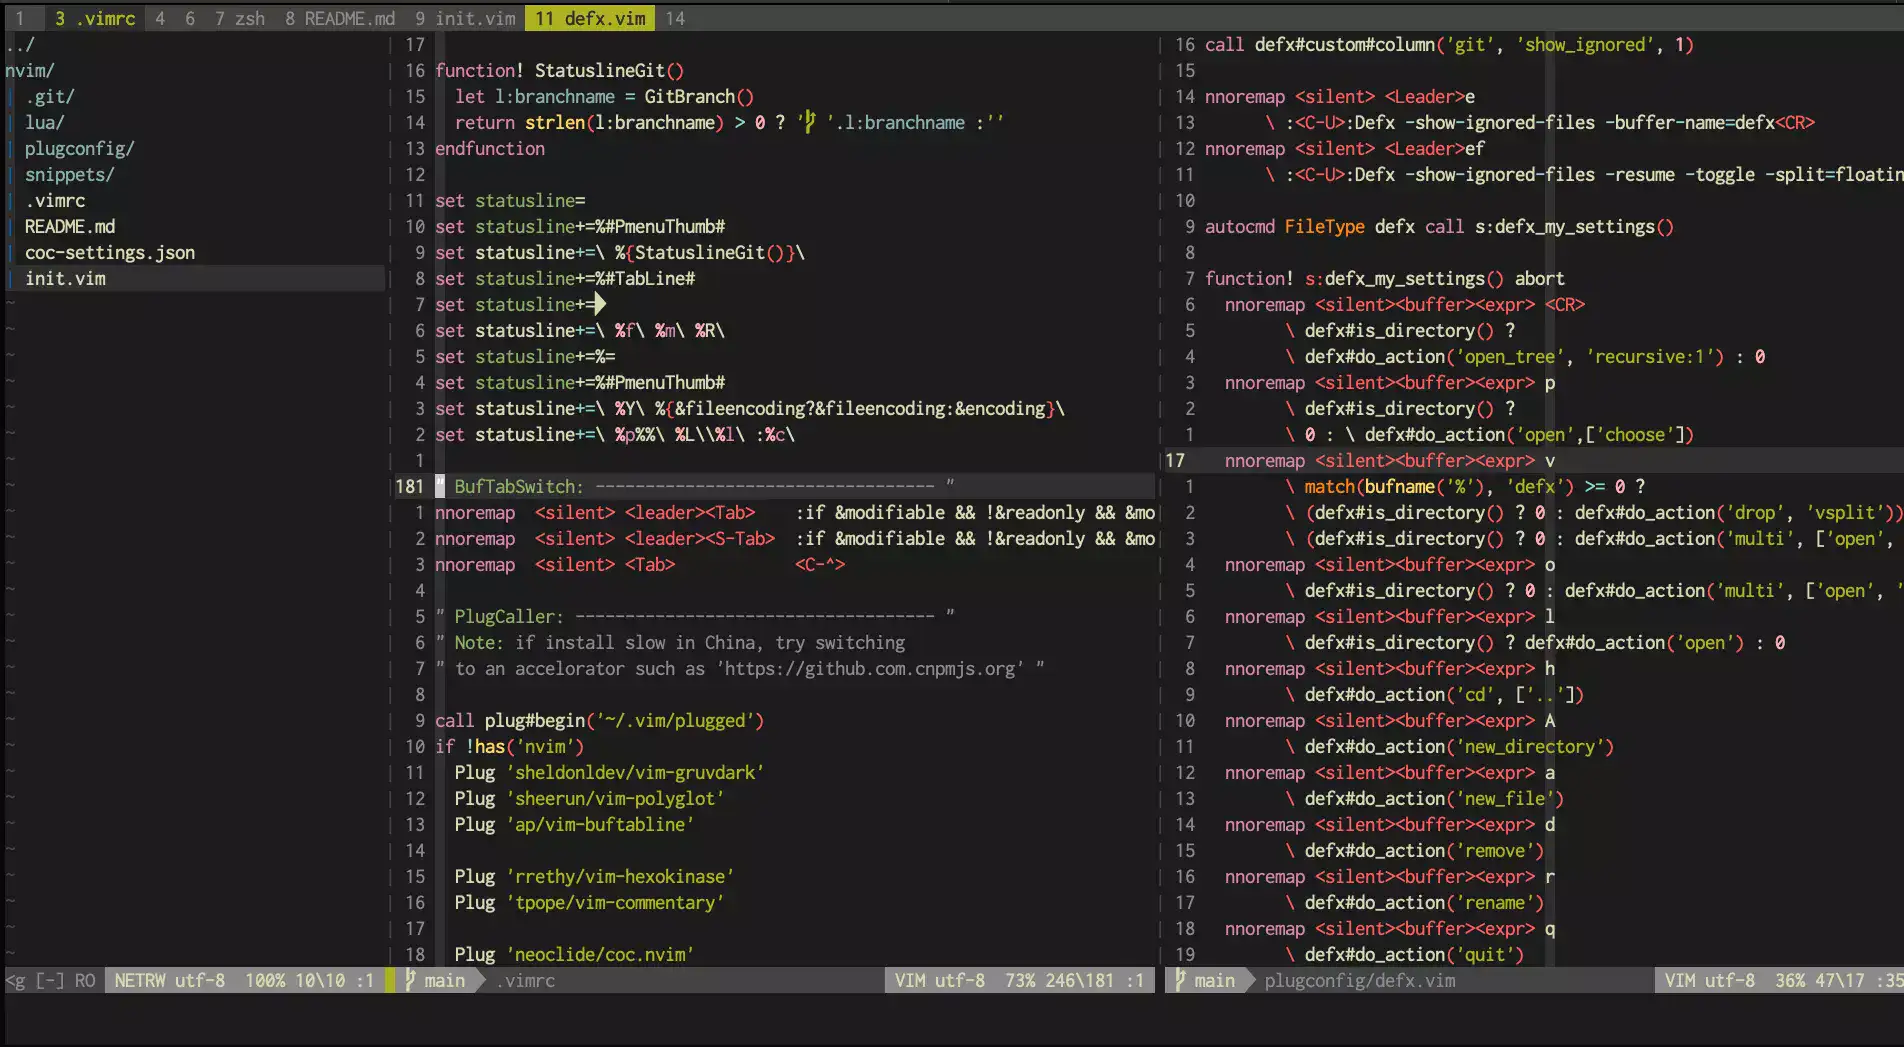 1 3 .vimrc 4 6 7 zsh 8 README.md 9 init.vim 11 defx.vim 14
../
nvim/
.git/
lua/
plugconfig/
snippets/
.vimrc
README.md
coc-settings.json
init.vim
<g [-] RO NETRW utf-8 100% 10\10 :1
17
16 function! StatuslineGit()
15 let l:branchname = GitBranch()
14 return strlen(l:branchname) > 0 ? ' '.l:branchname :''
13 endfunction
12
11 set statusline=
10 set statusline+=%#PmenuThumb#
9 set statusline+=\ %{StatuslineGit()}\
8 set statusline+=%#TabLine#
7 set statusline+=
6 set statusline+=\ %f\ %m\ %R\
5 set statusline+=%=
4 set statusline+=%#PmenuThumb#
3 set statusline+=\ %Y\ %{&fileencoding?&fileencoding:&encoding}\
2 set statusline+=\ %p%%\ %L\\%l\ :%c\
1
181 " BufTabSwitch: ---------------------------------- "
1 nnoremap <silent> <leader><Tab> :if &modifiable && !&readonly && &mo
2 nnoremap <silent> <leader><S-Tab> :if &modifiable && !&readonly && &mo
3 nnoremap <silent> <Tab> <C-^>
4
5 " PlugCaller: ------------------------------------ "
6 " Note: if install slow in China, try switching
7 " to an accelorator such as 'https://github.com.cnpmjs.org' "
8
9 call plug#begin('~/.vim/plugged')
10 if !has('nvim')
11 Plug 'sheldonldev/vim-gruvdark'
12 Plug 'sheerun/vim-polyglot'
13 Plug 'ap/vim-buftabline'
14
15 Plug 'rrethy/vim-hexokinase'
16 Plug 'tpope/vim-commentary'
17
18 Plug 'neoclide/coc.nvim'
main .vimrc VIM utf-8 73% 246\181 :1
16 call defx#custom#column('git', 'show_ignored', 1)
15
14 nnoremap <silent> <Leader>e
13 \ :<C-U>:Defx -show-ignored-files -buffer-name=defx<CR>
12 nnoremap <silent> <Leader>ef
11 \ :<C-U>:Defx -show-ignored-files -resume -toggle -split=floatin
10
9 autocmd FileType defx call s:defx_my_settings()
8
7 function! s:defx_my_settings() abort
6 nnoremap <silent><buffer><expr> <CR>
5 \ defx#is_directory() ?
4 \ defx#do_action('open_tree', 'recursive:1') : 0
3 nnoremap <silent><buffer><expr> p
2 \ defx#is_directory() ?
1 \ 0 : \ defx#do_action('open',['choose'])
17 nnoremap <silent><buffer><expr> v
1 \ match(bufname('%'), 'defx') >= 0 ?
2 \ (defx#is_directory() ? 0 : defx#do_action('drop', 'vsplit'))
3 \ (defx#is_directory() ? 0 : defx#do_action('multi', ['open',
4 nnoremap <silent><buffer><expr> o
5 \ defx#is_directory() ? 0 : defx#do_action('multi', ['open', '
6 nnoremap <silent><buffer><expr> l
7 \ defx#is_directory() ? defx#do_action('open') : 0
8 nnoremap <silent><buffer><expr> h
9 \ defx#do_action('cd', ['..'])
10 nnoremap <silent><buffer><expr> A
11 \ defx#do_action('new_directory')
12 nnoremap <silent><buffer><expr> a
13 \ defx#do_action('new_file')
14 nnoremap <silent><buffer><expr> d
15 \ defx#do_action('remove')
16 nnoremap <silent><buffer><expr> r
17 \ defx#do_action('rename')
18 nnoremap <silent><buffer><expr> q
19 \ defx#do_action('quit')
main plugconfig/defx.vim VIM utf-8 36% 47\17 :35